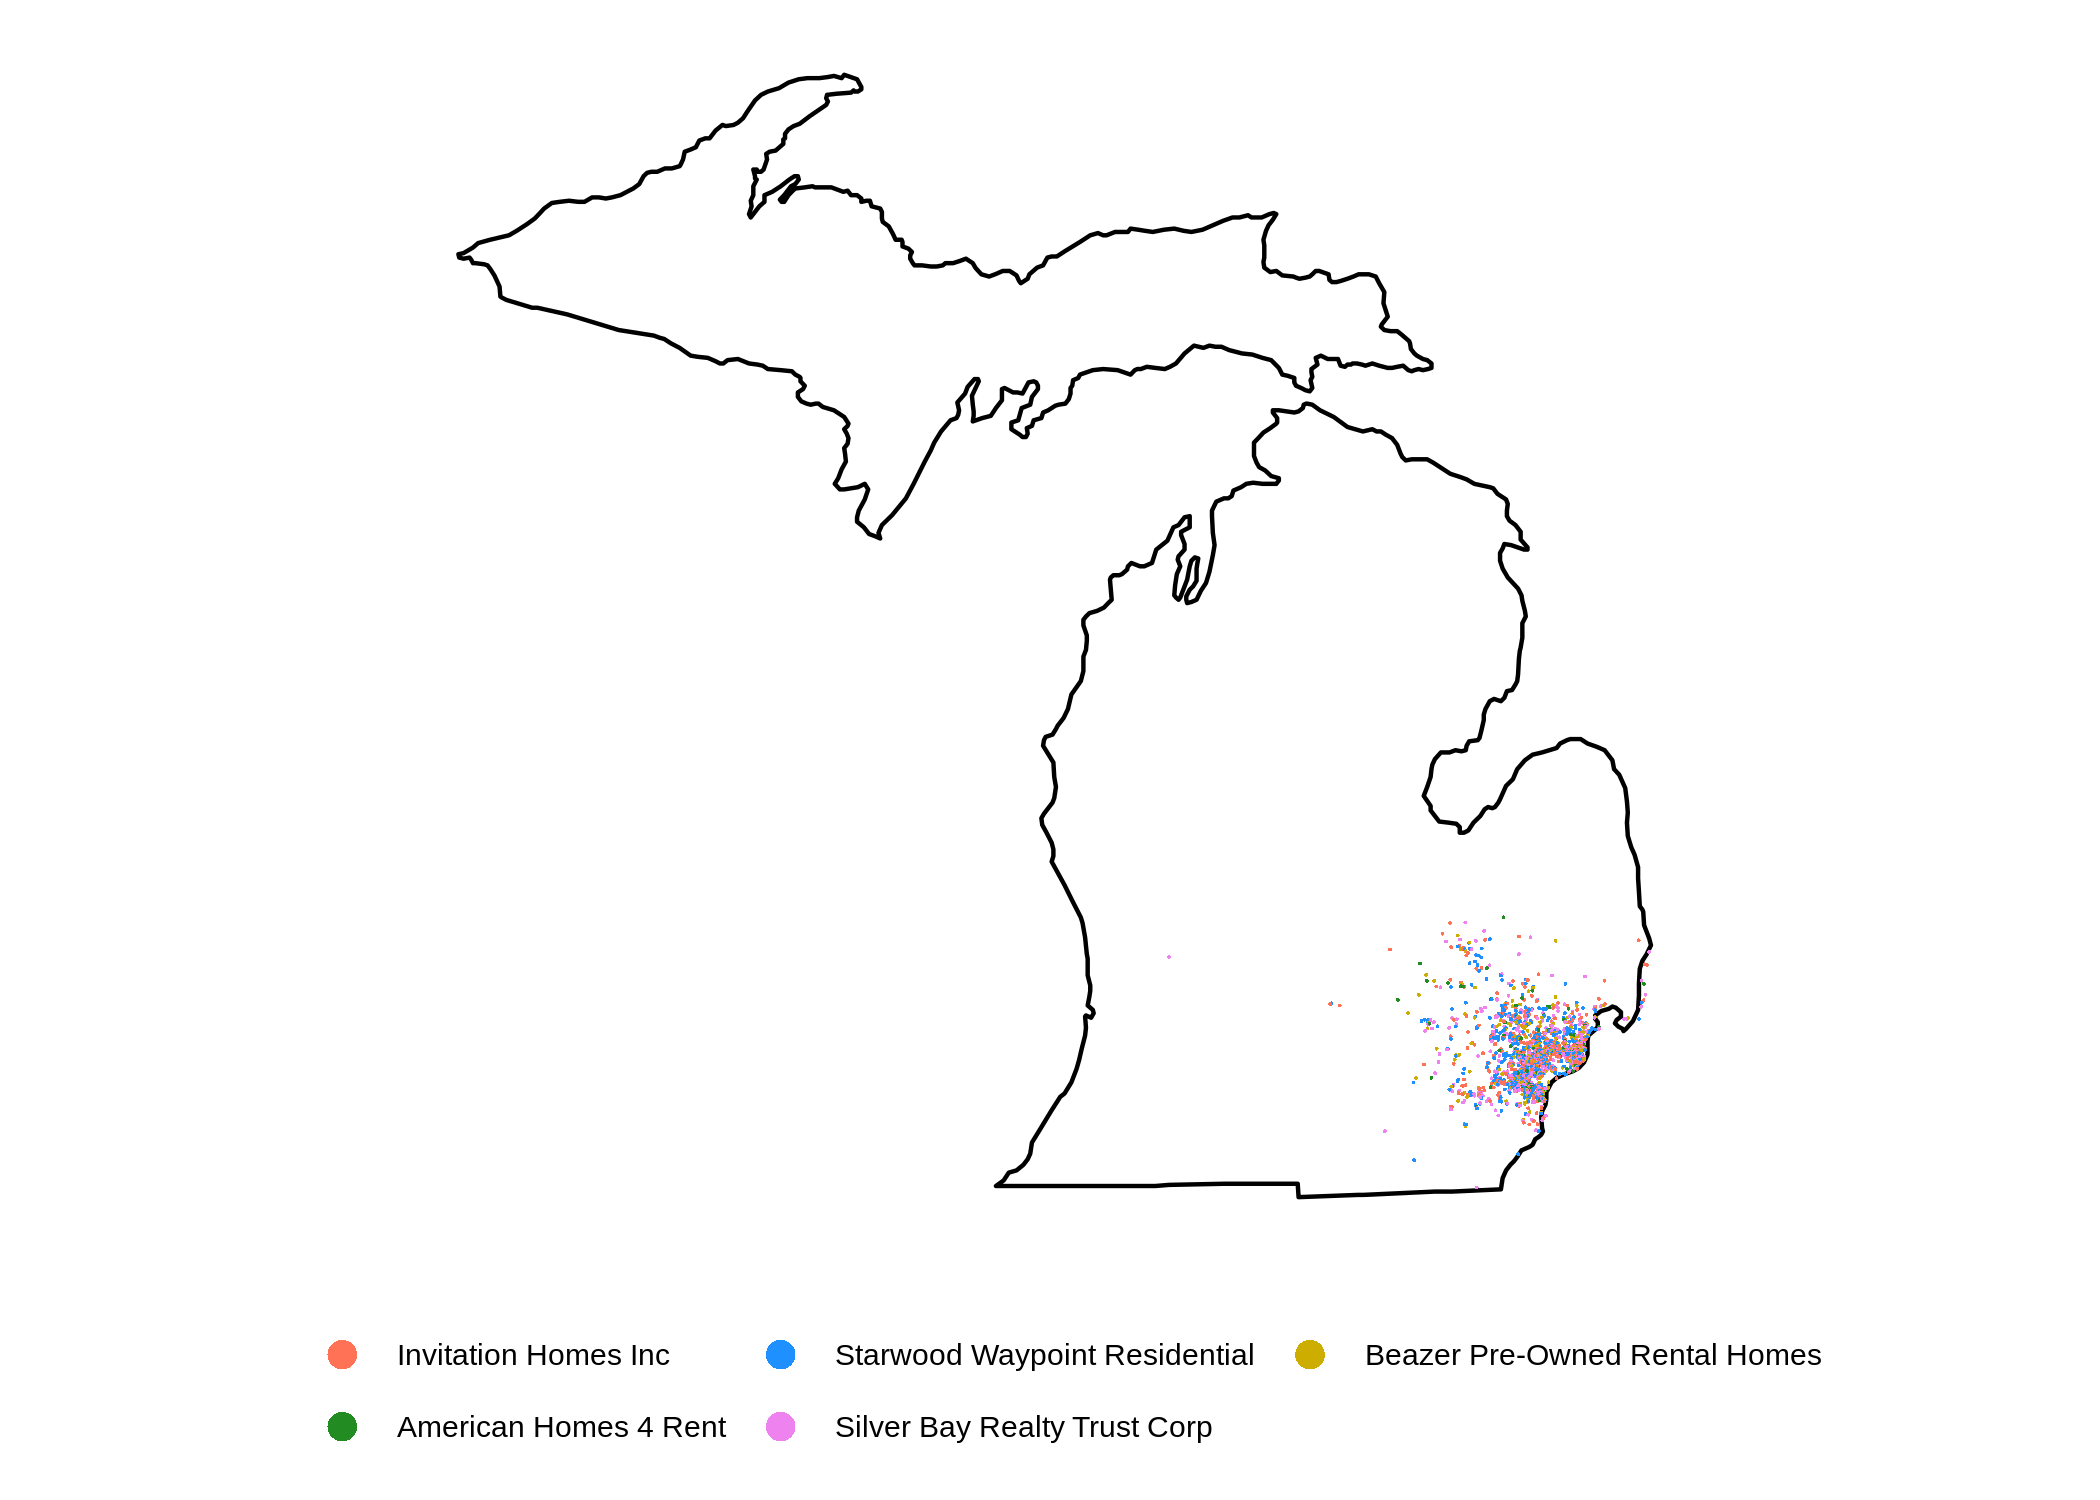 Invitation Homes Inc
Starwood Waypoint Residential
Beazer Pre-Owned Rental Homes
American Homes 4 Rent
Silver Bay Realty Trust Corp